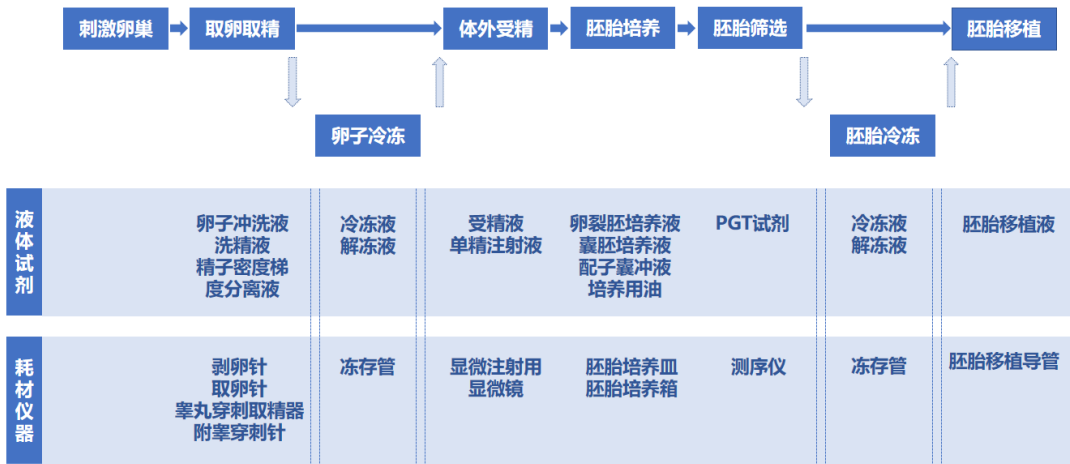 刺激卵巢
取卵取精
体外受精
胚胎培养
胚胎筛选
胚胎移植
卵子冷冻
胚胎冷冻
液体试剂
卵子冲洗液
洗精液
精子密度梯
度分离液
冷冻液
解冻液
受精液
单精注射液
卵裂胚培养液
囊胚培养液
配子囊冲液
培养用油
PGT试剂
冷冻液
解冻液
胚胎移植液
耗材仪器
剥卵针
取卵针
睾丸穿刺取精器
附睾穿刺针
冻存管
显微注射用
显微镜
胚胎培养皿
胚胎培养箱
测序仪
冻存管
胚胎移植导管